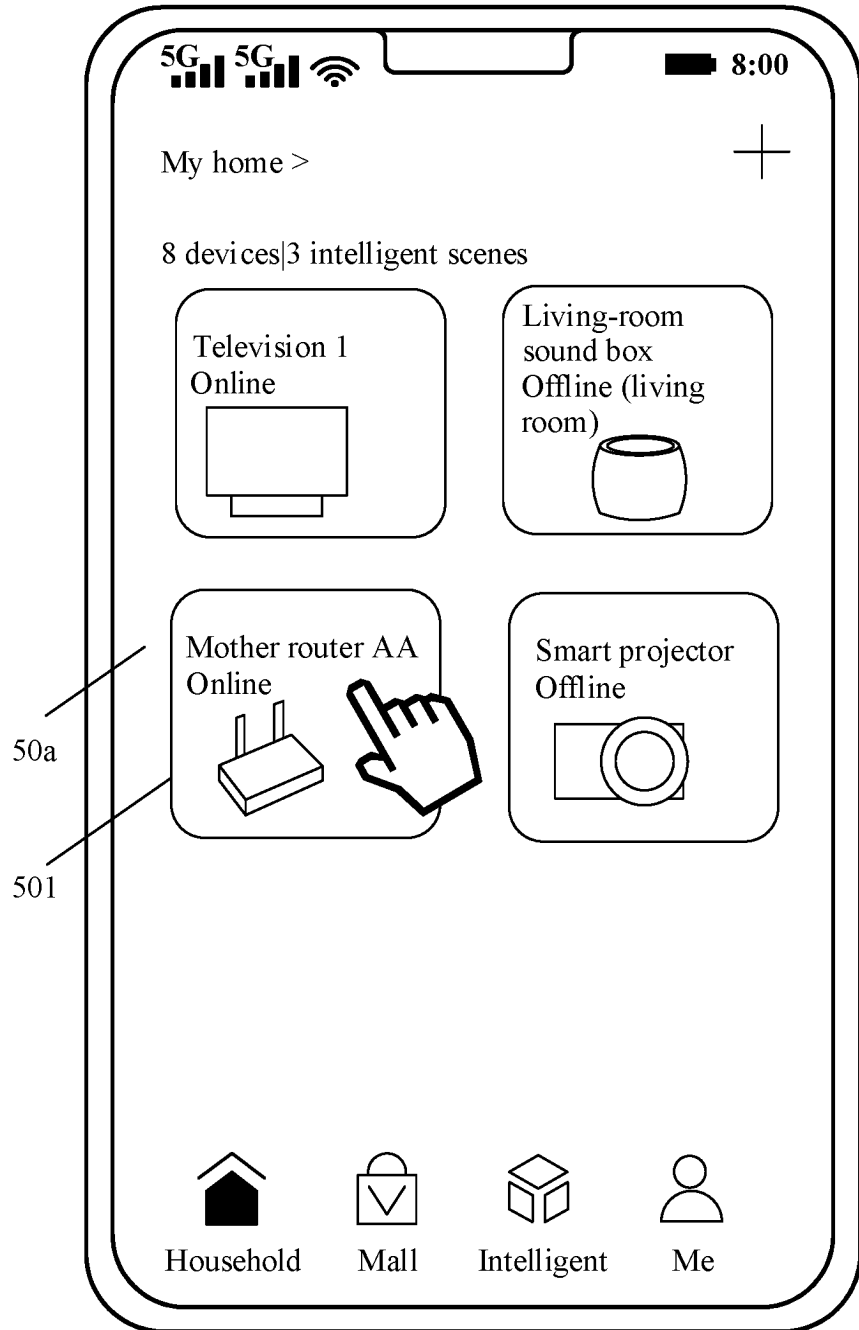 5G 5G 8:00
My home >
8 devices|3 intelligent scenes
Television 1
Online
Living-room
sound box
Offline (living
room)
Mother router AA
Online
Smart projector
Offline
50a
501
Household Mall Intelligent Me